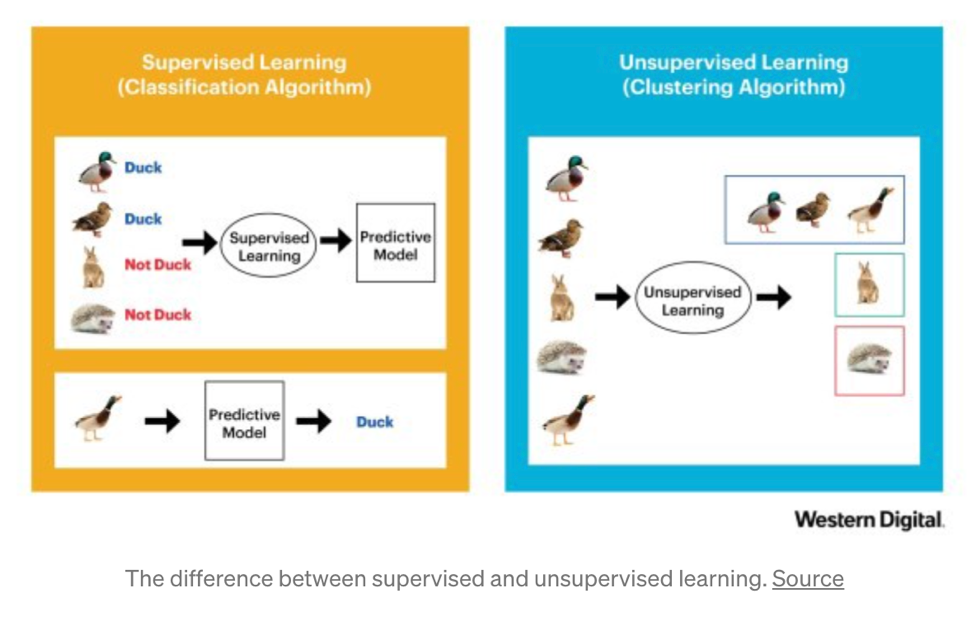 Supervised Learning
(Classification Algorithm)
Duck
Duck
Not Duck
Not Duck
Supervised
Learning
Predictive
Model
Predictive
Model
Duck
Unsupervised Learning
(Clustering Algorithm)
Unsupervised
Learning
Western Digital.
The difference between supervised and unsupervised learning. Source